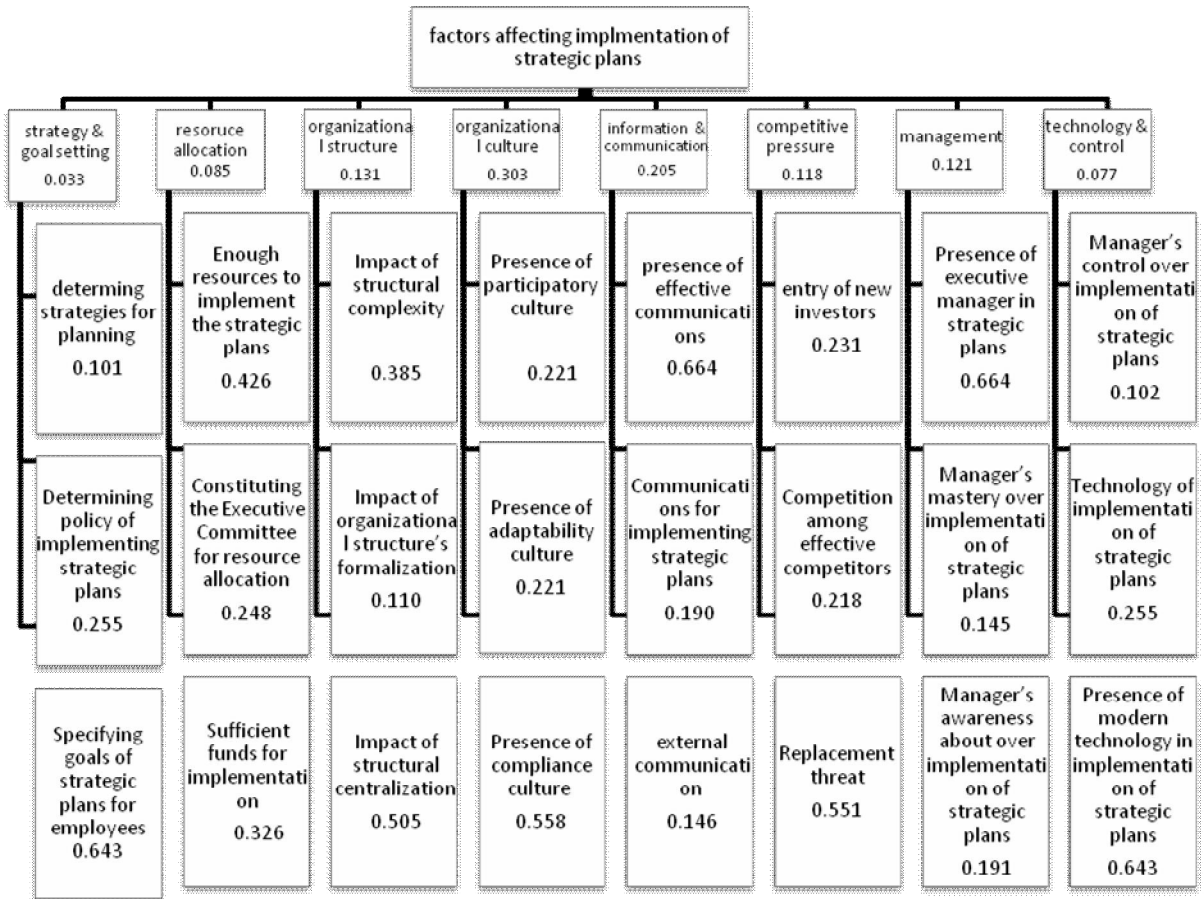 factors affecting implmentation of
strategic plans
strategy &
goal setting
0.033
resoruce
allocation
0.085
organizationa
l structure
0.131
organizationa
l culture
0.303
information &
communication
0.205
competitive
pressure
0.118
management
0.121
technology &
control
0.077
determing
strategies for
planning
0.101
Enough
resources to
implement
the strategic
plans
0.426
Impact of
structural
complexity
0.385
Presence of
participatory
culture
0.221
presence of
effective
communicati
ons
0.664
entry of new
investors
0.231
Presence of
executive
manager in
strategic
plans
0.664
Manager's
control over
implementati
on of
strategic
plans
0.102
Determining
policy of
implementing
strategic
plans
0.255
Constituting
the Executive
Committee
for resource
allocation
0.248
Impact of
organizationa
l structure's
formalization
0.110
Presence of
adaptability
culture
0.221
Communicati
ons for
implementing
strategic
plans
0.190
Competition
among
effective
competitors
0.218
Manager's
mastery over
implementati
on of
strategic
plans
0.145
Technology of
implementati
on of
strategic
plans
0.255
Specifying
goals of
strategic
plans for
employees
0.643
Sufficient
funds for
implementati
on
0.326
Impact of
structural
centralization
0.505
Presence of
compliance
culture
0.558
external
communicati
on
0.146
Replacement
threat
0.551
Manager's
awareness
about over
implementati
on of
strategic
plans
0.191
Presence of
modern
technology in
implementati
on of
strategic
plans
0.643